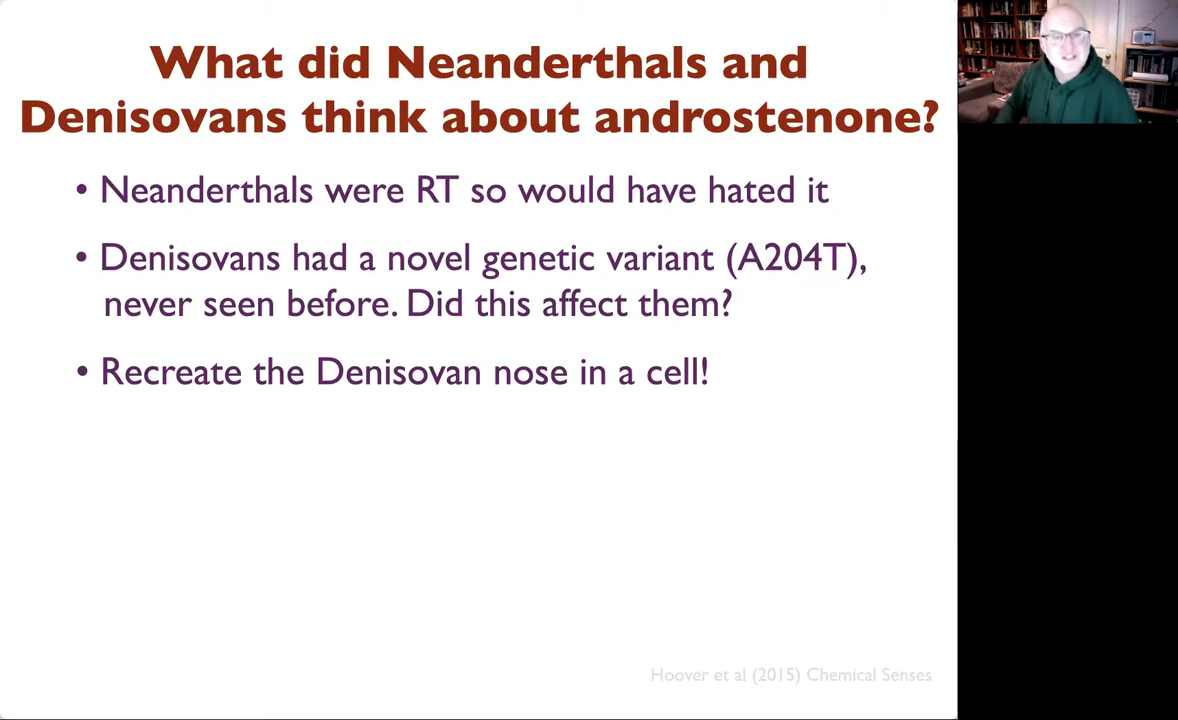 What did Neanderthals and
Denisovans think about androstenone?
• Neanderthals were RT so would have hated it
• Denisovans had a novel genetic variant (A204T),
never seen before. Did this affect them?
• Recreate the Denisovan nose in a cell!
Hoover et al (2015) Chemical Senses